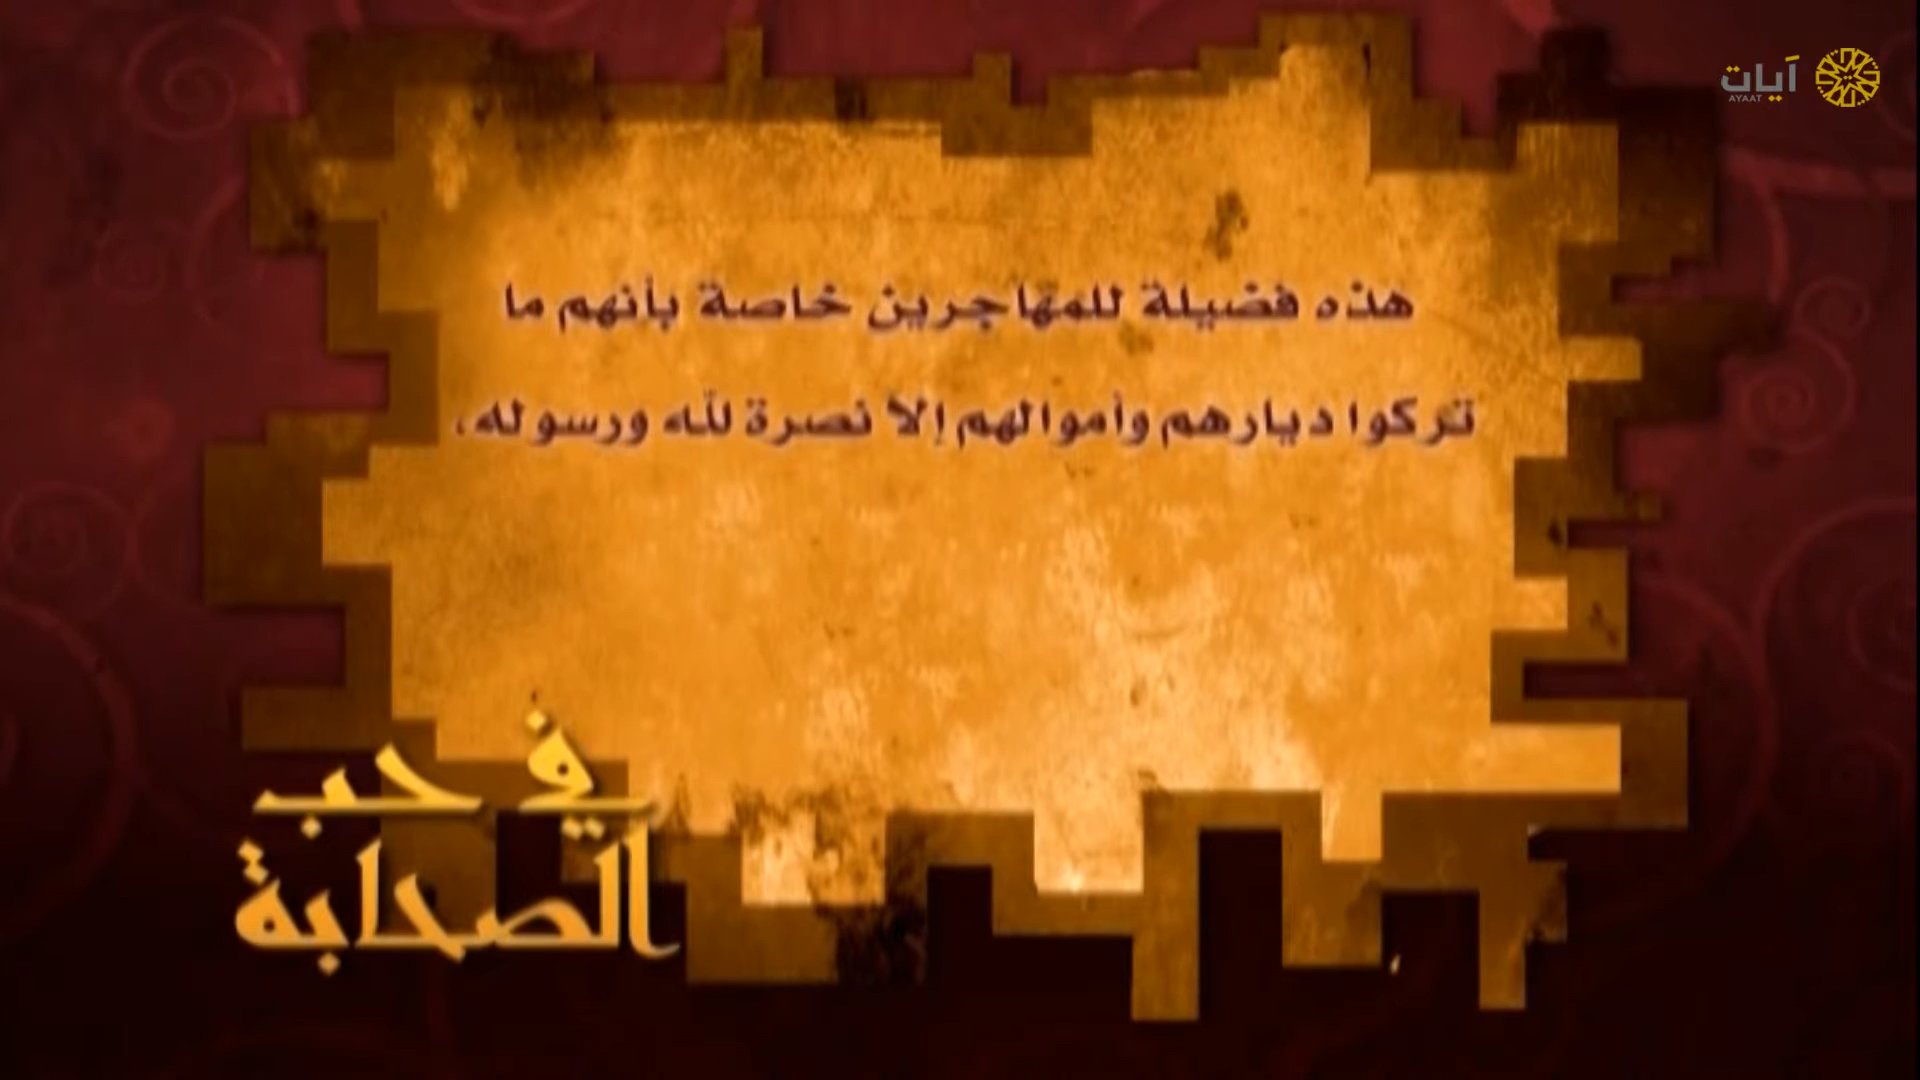 آيات
AYAAT
هذه فضيلة للمهاجرين خاصة بأنهم ما
تركوا ديارهم وأموالهم إلا نصرة لله ورسوله.
في حب
الصحابة